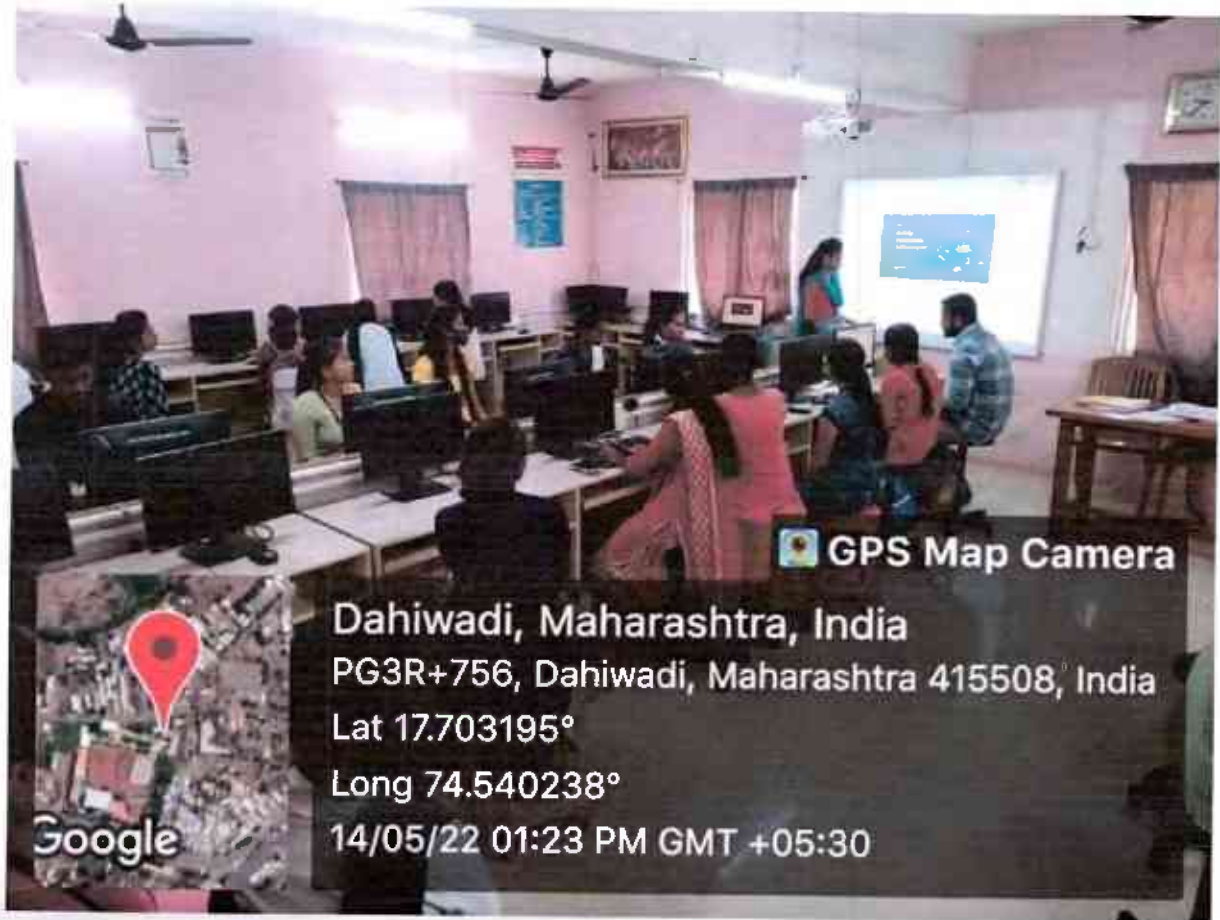 GPS Map Camera
Dahiwadi, Maharashtra, India
PG3R+756, Dahiwadi, Maharashtra 415508, India
Lat 17.703195°
Long 74.540238°
14/05/22 01:23 PM GMT +05:30
Google